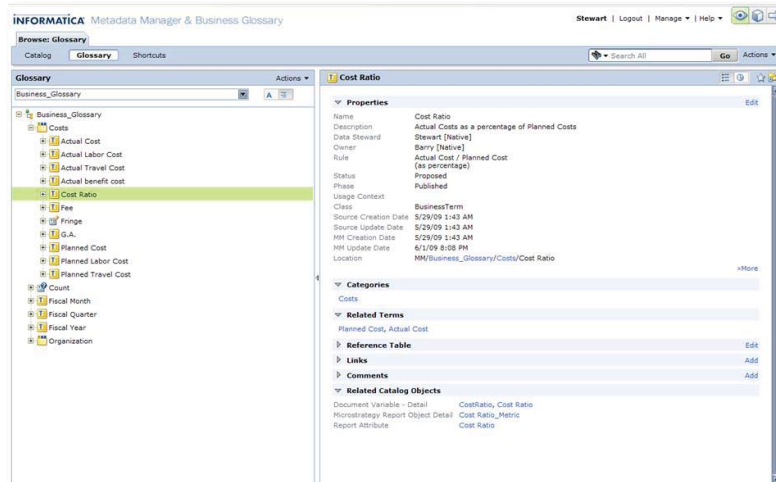 INFORMATICA Metadata Manager & Business Glossary
Stewart | Logout | Manage | Help
Browse: Glossary
Catalog Glossary Shortcuts
Search All Go Actions
Glossary Actions
Business_Glossary A
Business_Glossary
Costs
Actual Cost
Actual Labor Cost
Actual Travel Cost
Actual benefit cost
Cost Ratio
Fee
Fringe
G.A.
Planned Cost
Planned Labor Cost
Planned Travel Cost
Count
Fiscal Month
Fiscal Quarter
Fiscal Year
Organization
Cost Ratio
Properties Edit
Name Cost Ratio
Description Actual Costs as a percentage of Planned Costs
Data Steward Stewart [Native]
Owner Barry [Native]
Rule Actual Cost / Planned Cost
(as percentage)
Status Proposed
Phase Published
Usage Context
Class BusinessTerm
Source Creation Date 5/29/09 1:43 AM
Source Update Date 5/29/09 1:43 AM
MM Creation Date 5/29/09 1:43 AM
MM Update Date 6/1/09 8:08 PM
Location MM/Business_Glossary/Costs/Cost Ratio
»More
Categories
Costs
Related Terms
Planned Cost, Actual Cost
Reference Table Edit
Links Add
Comments Add
Related Catalog Objects
Document Variable - Detail CostRatio, Cost Ratio
Microstrategy Report Object Detail Cost Ratio_Metric
Report Attribute Cost Ratio